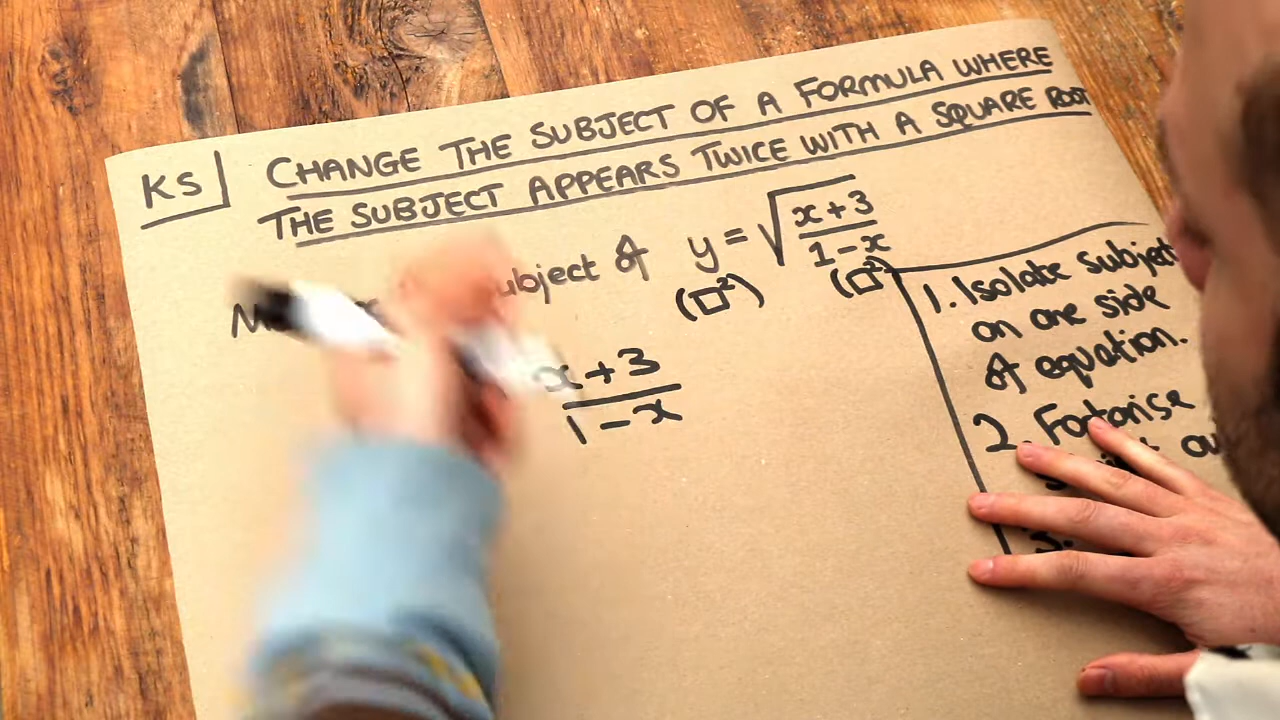 KS
CHANGE THE SUBJECT OF A FORMULA WHERE
THE SUBJECT APPEARS TWICE WITH A SQUARE ROOT
ubject of y = √((x+3)/(1-x))
(□²) (□²)
(x+3)/(1-x)
1. Isolate subject
on one side
of equation.
2. Factorise
3.